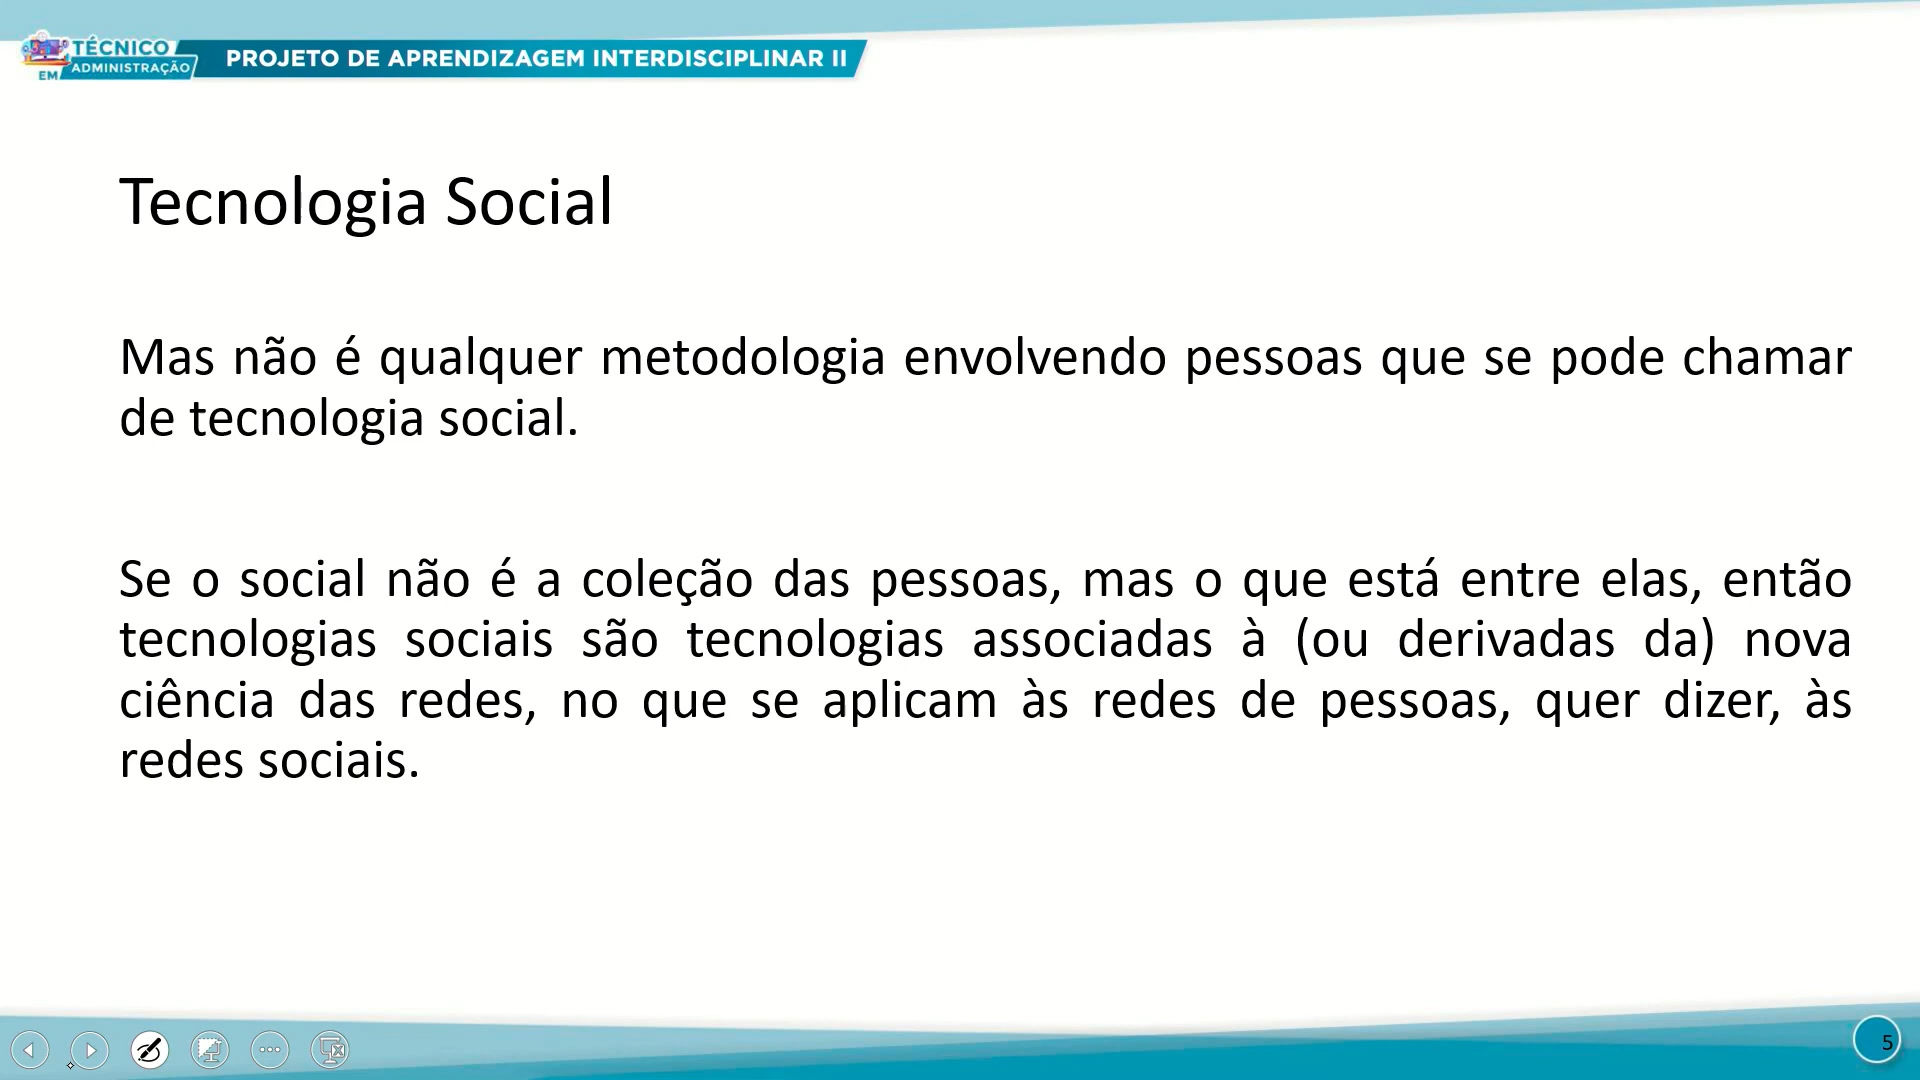 TÉCNICO
EM ADMINISTRAÇÃO
PROJETO DE APRENDIZAGEM INTERDISCIPLINAR II
Tecnologia Social
Mas não é qualquer metodologia envolvendo pessoas que se pode chamar
de tecnologia social.
Se o social não é a coleção das pessoas, mas o que está entre elas, então
tecnologias sociais são tecnologias associadas à (ou derivadas da) nova
ciência das redes, no que se aplicam às redes de pessoas, quer dizer, às
redes sociais.
5